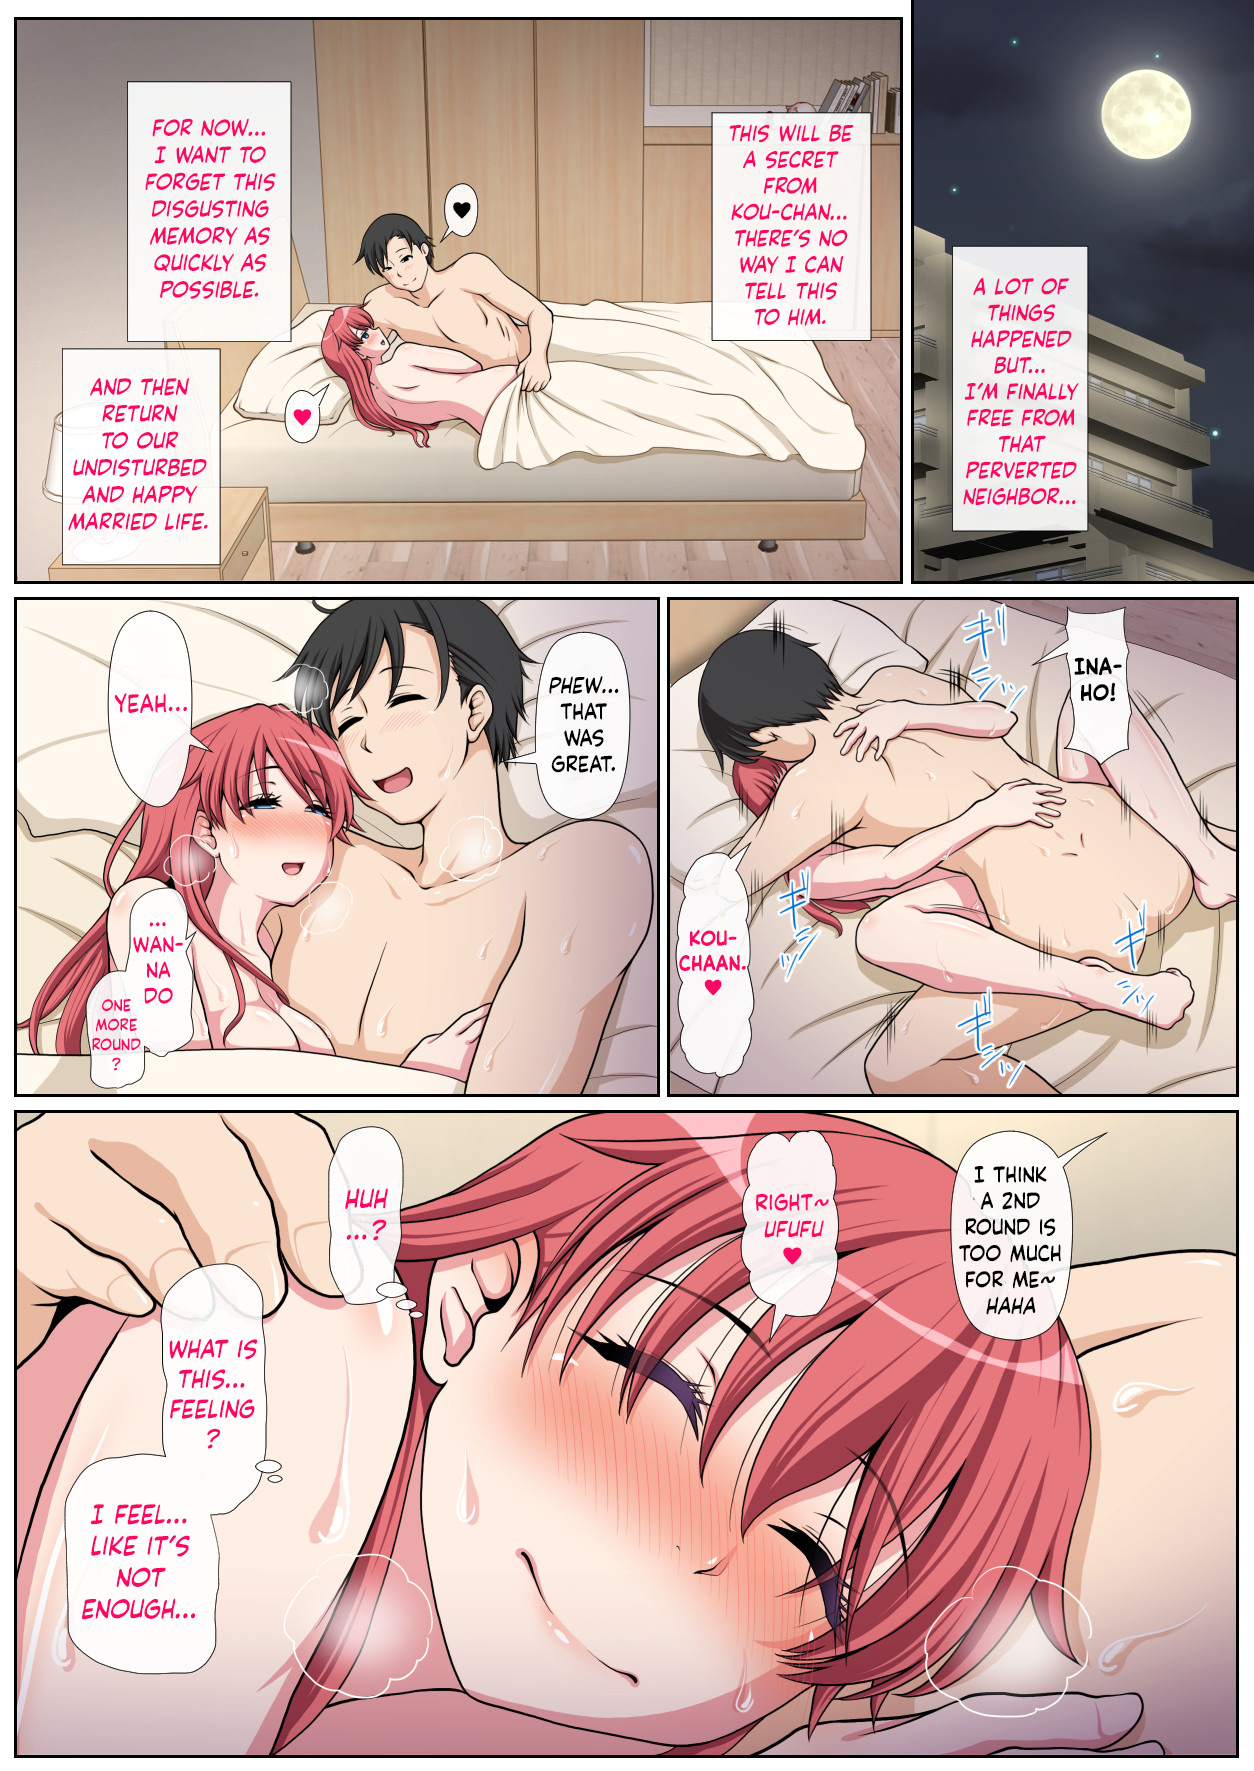 A LOT OF
THINGS
HAPPENED
BUT...
I'M FINALLY
FREE FROM
THAT
PERVERTED
NEIGHBOR...
THIS WILL BE
A SECRET
FROM
KOU-CHAN...
THERE'S NO
WAY I CAN
TELL THIS
TO HIM.
FOR NOW...
I WANT TO
FORGET THIS
DISGUSTING
MEMORY AS
QUICKLY AS
POSSIBLE.
AND THEN
RETURN
TO OUR
UNDISTURBED
AND HAPPY
MARRIED LIFE.
INA-
HO!
KOU-
CHAAN.
♥
ギシッ
ギシッ
ギシッ
ギシッ
PHEW...
THAT
WAS
GREAT.
YEAH...
...
WAN-
NA
DO
ONE
MORE
ROUND
?
I THINK
A 2ND
ROUND IS
TOO MUCH
FOR ME~
HAHA
RIGHT~
UFUFU
♥
HUH
...?
WHAT IS
THIS...
FEELING
?
I FEEL...
LIKE IT'S
NOT
ENOUGH...